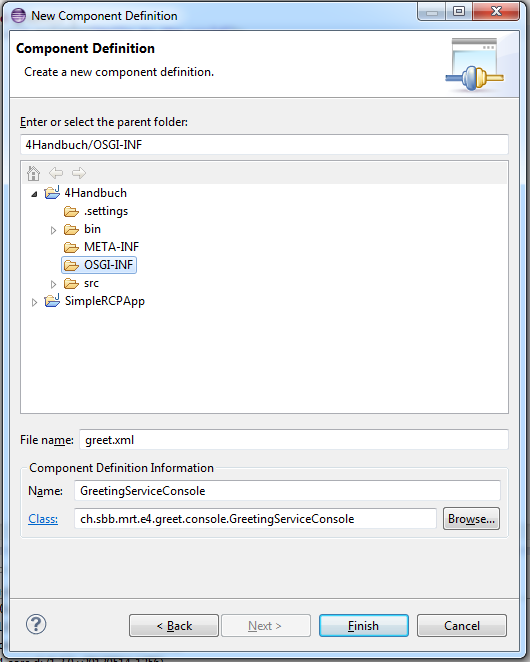 New Component Definition
Component Definition
Create a new component definition.
Enter or select the parent folder:
4Handbuch/OSGI-INF
4Handbuch
.settings
bin
META-INF
OSGI-INF
src
SimpleRCPApp
File name: greet.xml
Component Definition Information
Name: GreetingServiceConsole
Class: ch.sbb.mrt.e4.greet.console.GreetingServiceConsole Browse...
? < Back Next > Finish Cancel